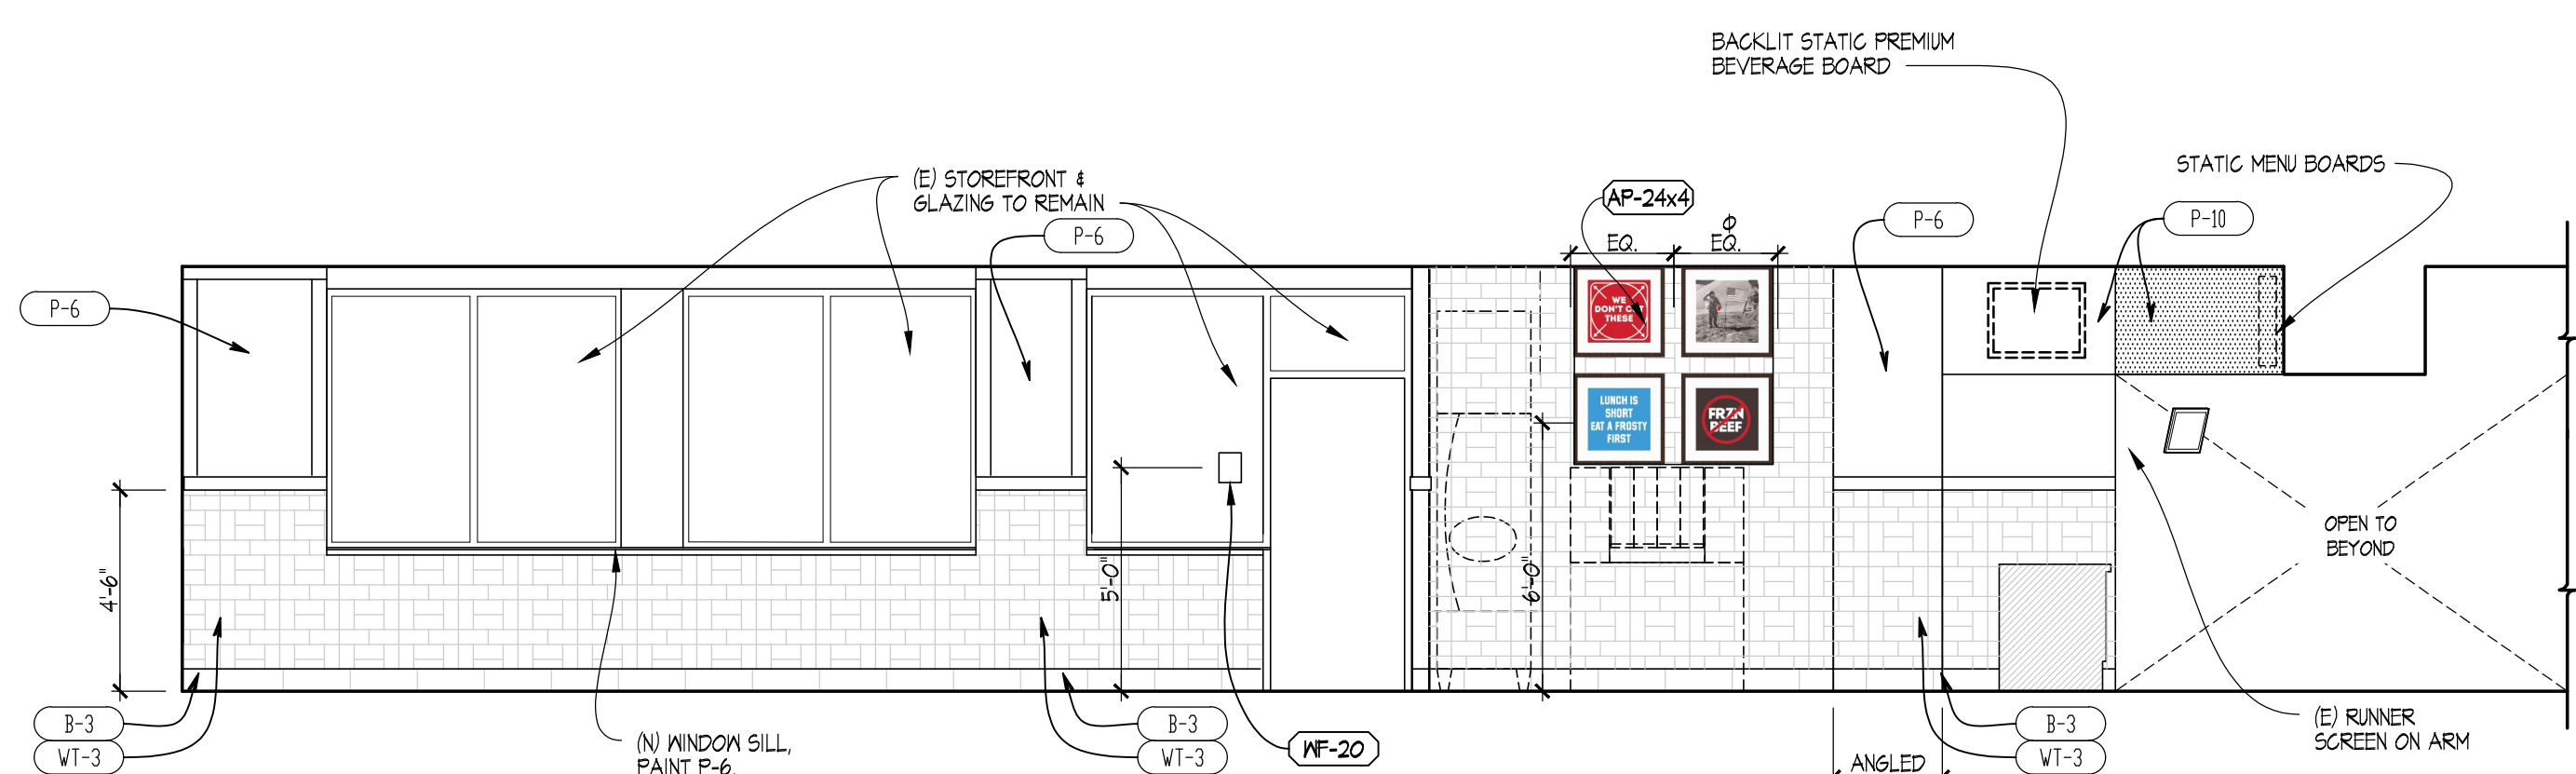 BACKLIT STATIC PREMIUM
BEVERAGE BOARD
STATIC MENU BOARDS
(E) STOREFRONT &
GLAZING TO REMAIN
AP-24x4
P-6
P-6
P-10
EQ.
EQ.
P-6
WE
DON'T CUT
THESE
LUNCH IS
SHORT
EAT A FROSTY
FIRST
FRZN
BEEF
OPEN TO
BEYOND
4'-6"
5'-0"
6'-0"
B-3
WT-3
(N) WINDOW SILL,
PAINT P-6.
B-3
WT-3
WF-20
ANGLED
B-3
WT-3
(E) RUNNER
SCREEN ON ARM